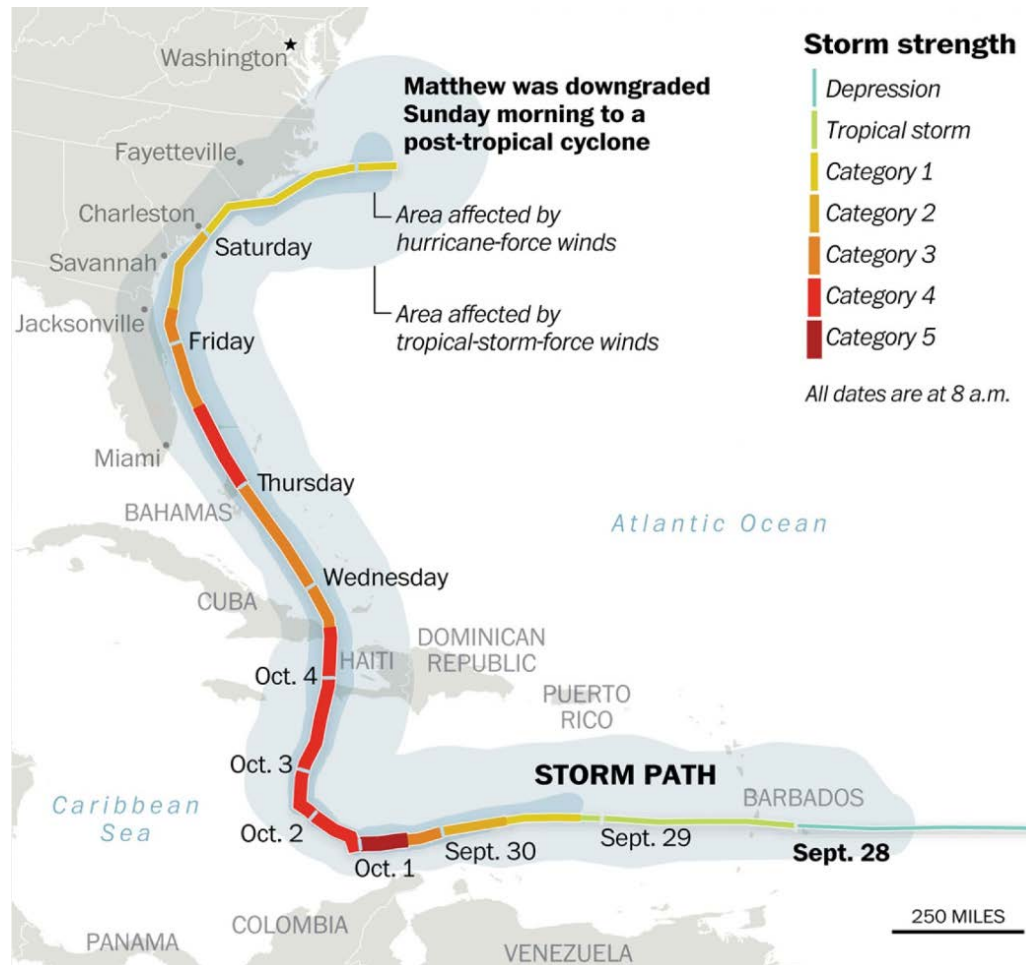 Washington
Matthew was downgraded
Sunday morning to a
post-tropical cyclone
Storm strength
Depression
Tropical storm
Category 1
Category 2
Category 3
Category 4
Category 5
All dates are at 8 a.m.
Fayetteville
Charleston
Savannah
Jacksonville
Miami
Area affected by
hurricane-force winds
Area affected by
tropical-storm-force winds
Saturday
Friday
Thursday
BAHAMAS
Atlantic Ocean
Wednesday
CUBA
HAITI
DOMINICAN
REPUBLIC
PUERTO
RICO
Oct. 4
Oct. 3
Oct. 2
Oct. 1
STORM PATH
BARBADOS
Caribbean
Sea
Sept. 30
Sept. 29
Sept. 28
PANAMA
COLOMBIA
VENEZUELA
250 MILES